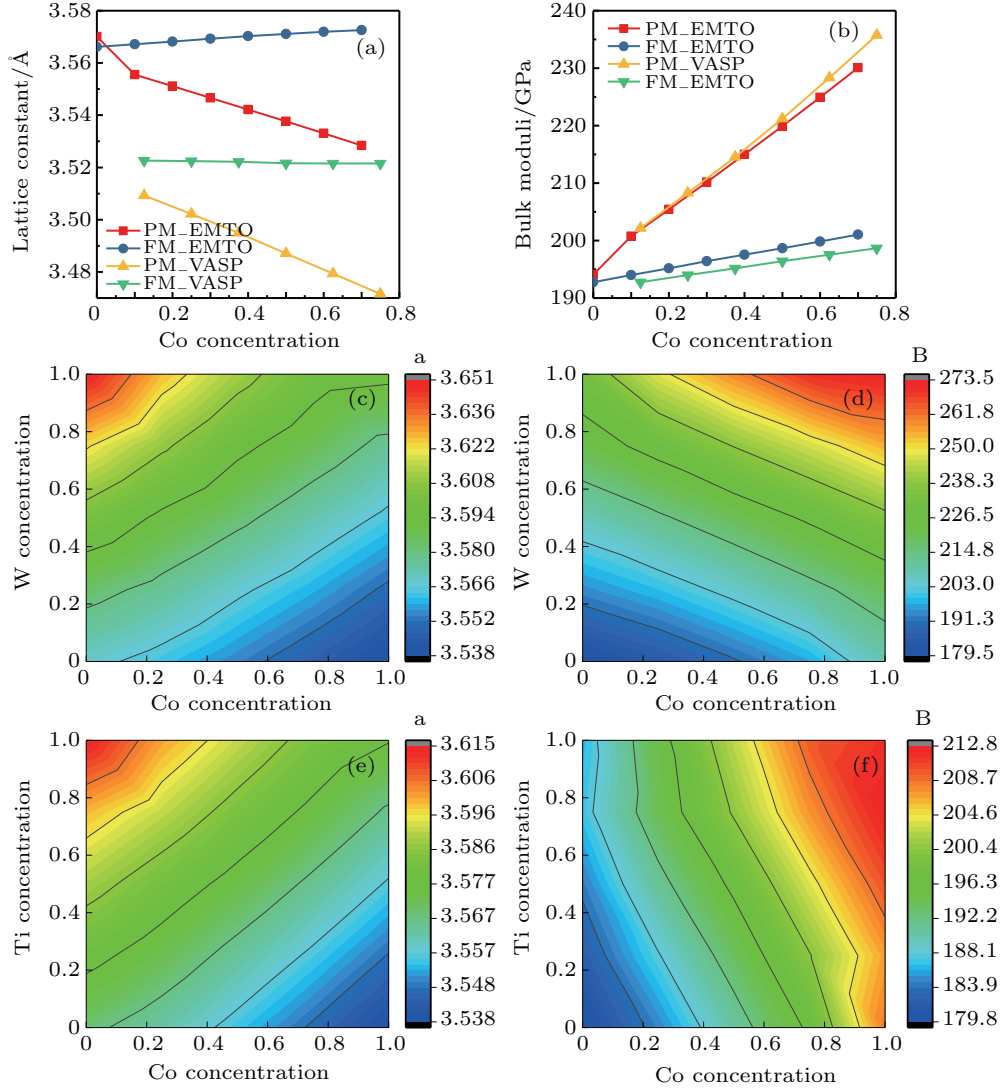 3.58
3.56
3.54
3.52
3.50
3.48
Lattice constant/Å
(a)
PM_EMTO
FM_EMTO
PM_VASP
FM_VASP
0 0.2 0.4 0.6 0.8
Co concentration
240
230
220
210
200
190
Bulk moduli/GPa
(b)
PM_EMTO
FM_EMTO
PM_VASP
FM_EMTO
0 0.2 0.4 0.6 0.8
Co concentration
1.0
0.8
0.6
0.4
0.2
0
W concentration
(c)
0 0.2 0.4 0.6 0.8 1.0
Co concentration
a
3.651
3.636
3.622
3.608
3.594
3.580
3.566
3.552
3.538
1.0
0.8
0.6
0.4
0.2
0
W concentration
(d)
0 0.2 0.4 0.6 0.8 1.0
Co concentration
B
273.5
261.8
250.0
238.3
226.5
214.8
203.0
191.3
179.5
1.0
0.8
0.6
0.4
0.2
0
Ti concentration
(e)
0 0.2 0.4 0.6 0.8 1.0
Co concentration
a
3.615
3.606
3.596
3.586
3.577
3.567
3.557
3.548
3.538
1.0
0.8
0.6
0.4
0.2
0
Ti concentration
(f)
0 0.2 0.4 0.6 0.8 1.0
Co concentration
B
212.8
208.7
204.6
200.4
196.3
192.2
188.1
183.9
179.8